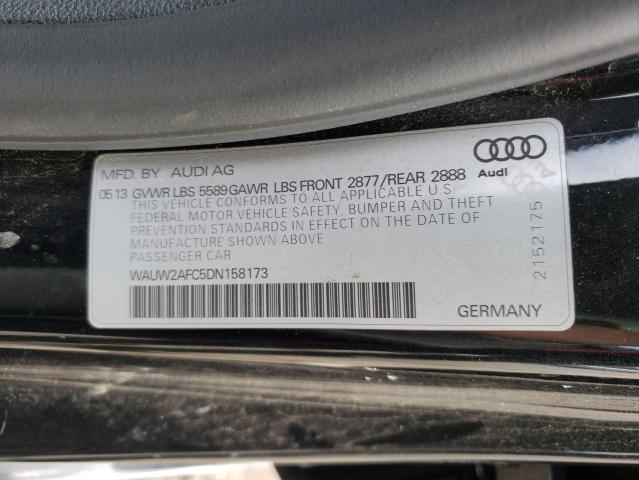 MFD. BY AUDI AG
05 13 GVWR LBS 5589 GAWR LBS FRONT 2877/REAR 2888
THIS VEHICLE CONFORMS TO ALL APPLICABLE U.S.
FEDERAL MOTOR VEHICLE SAFETY, BUMPER AND THEFT
PREVENTION STANDARDS IN EFFECT ON THE DATE OF
MANUFACTURE SHOWN ABOVE
PASSENGER CAR
WAUW2AFC5DN158173
Audi
2152175
GERMANY